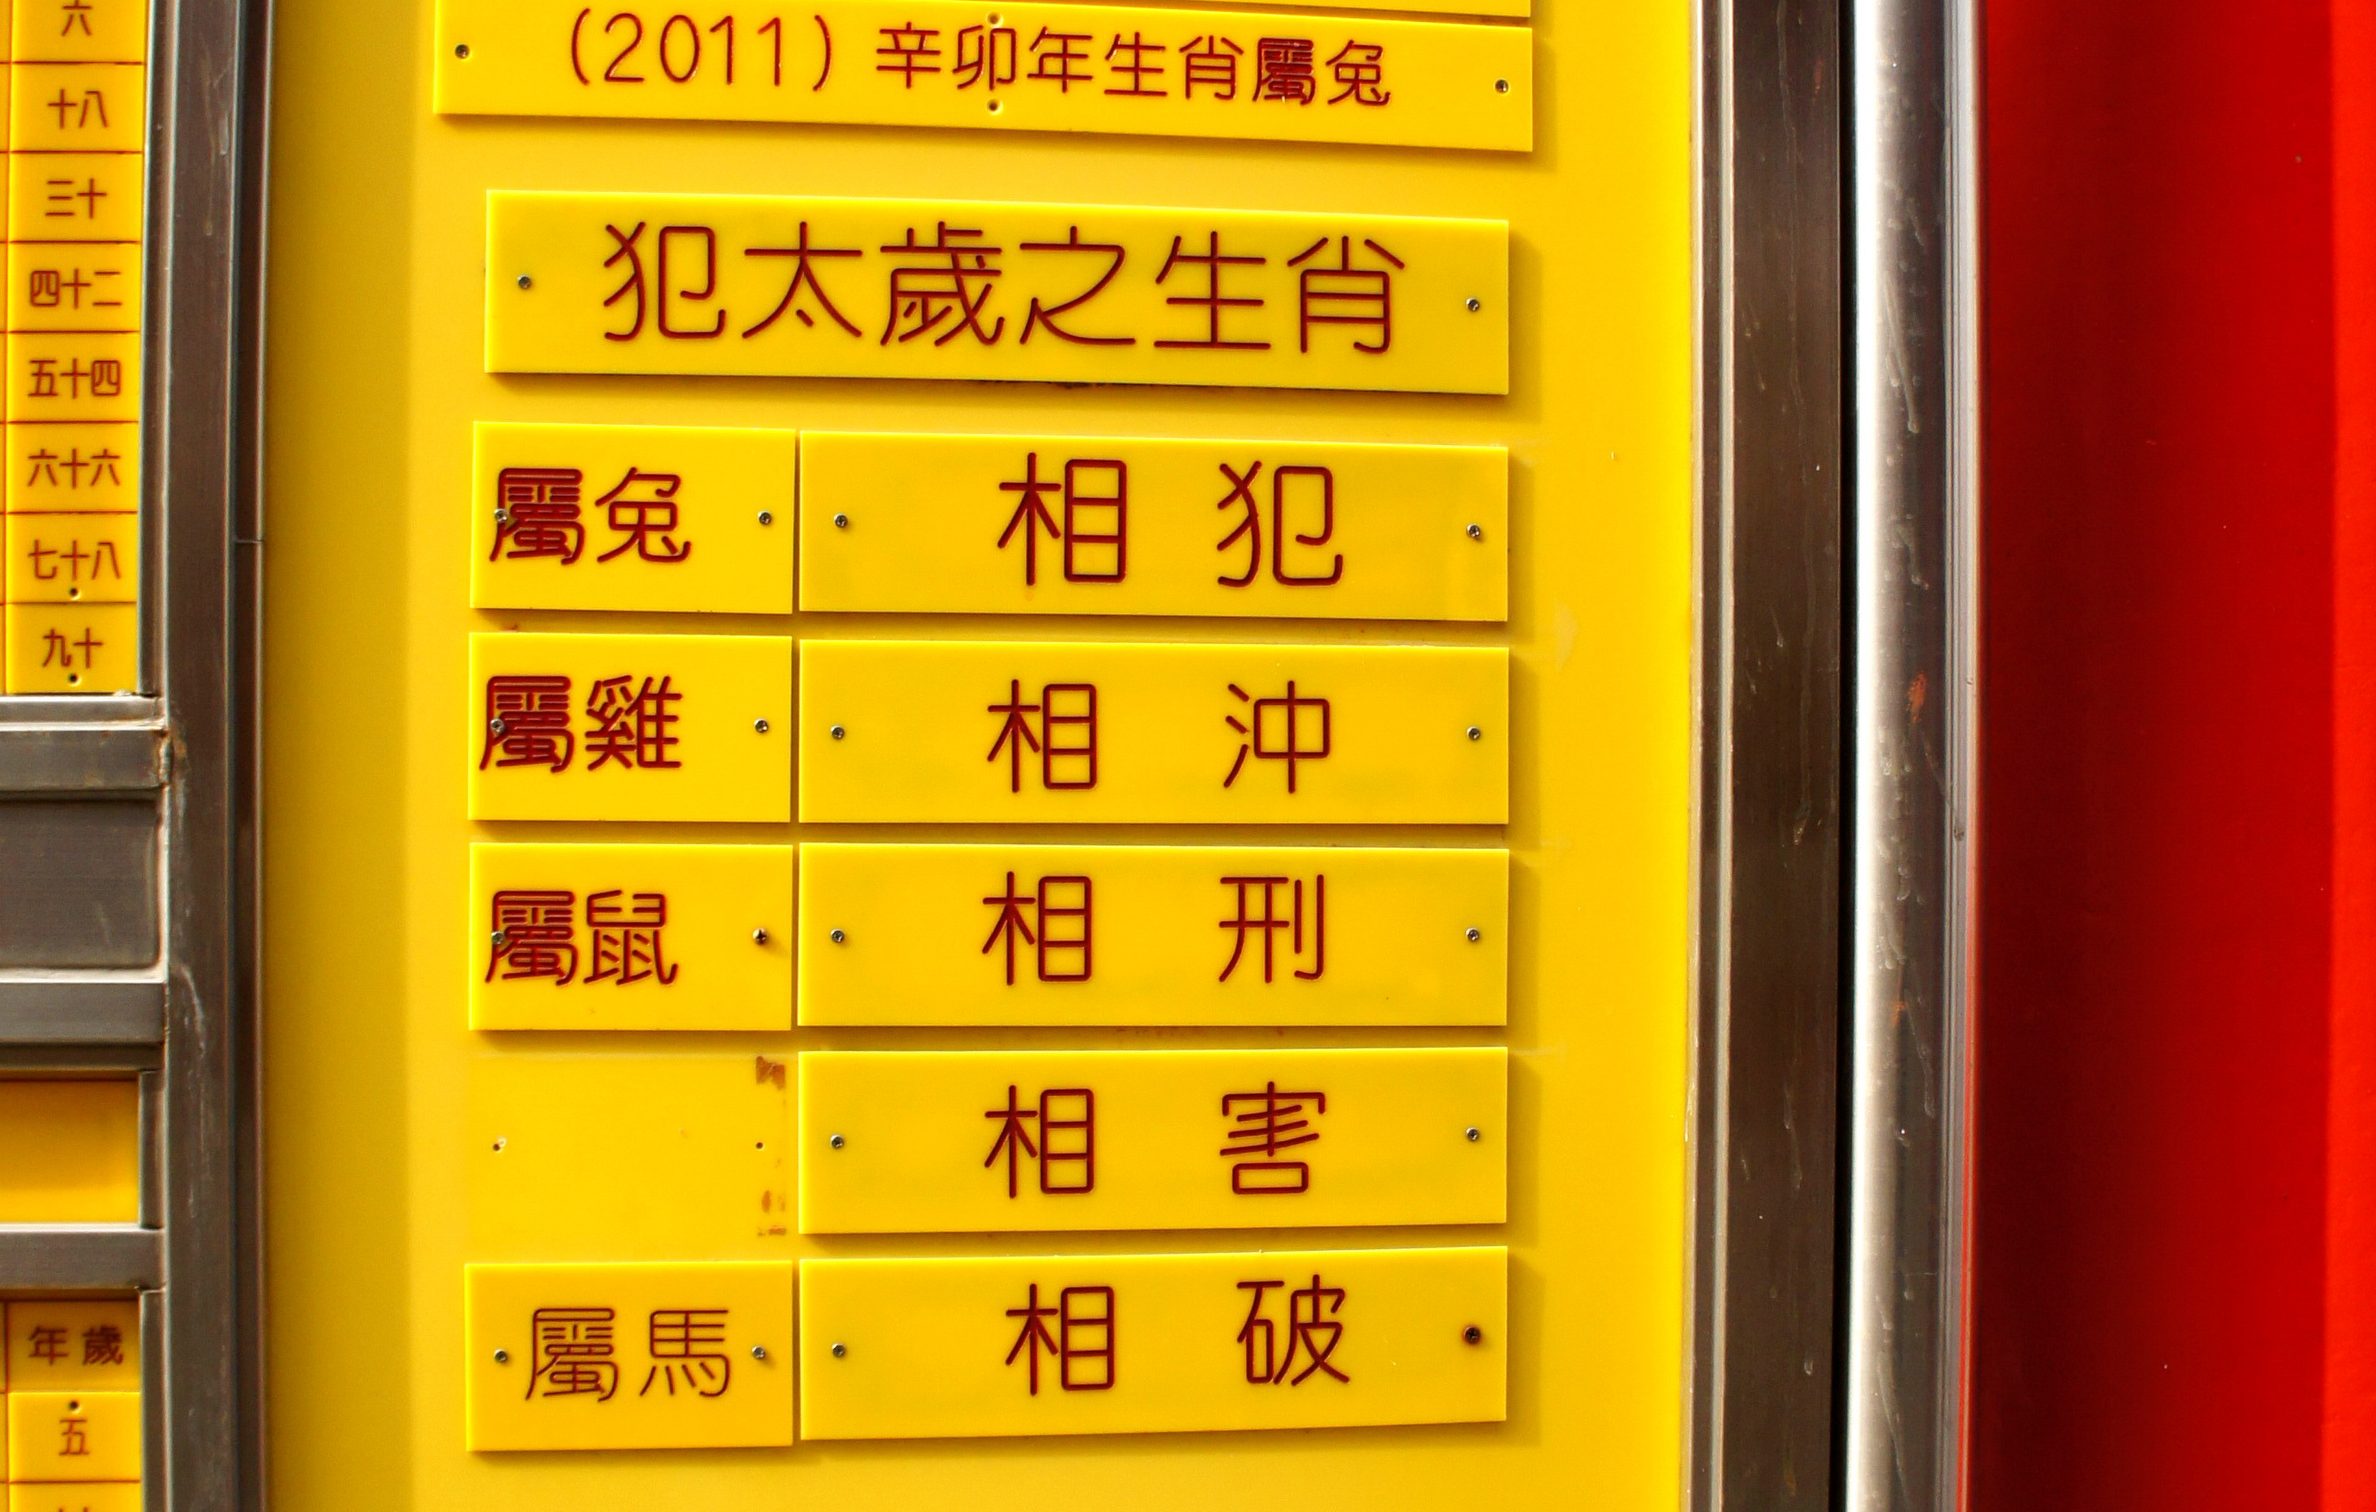 六
十八
三十
四十二
五十四
六十六
七十八
九十
年歲
五
(2011)辛卯年生肖屬兔
犯太歲之生肖
屬兔 相犯
屬雞 相沖
屬鼠 相刑
相害
屬馬 相破